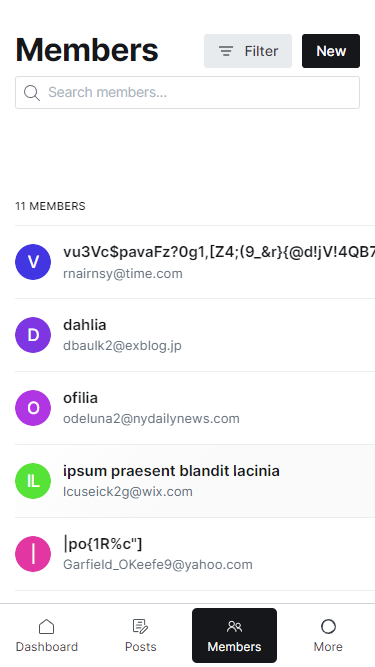 Members
Filter
New
Search members...
11 MEMBERS
V
vu3Vc$pavaFz?0g1,[Z4;(9_&r}{@d!jV!4QB7
rnairnsy@time.com
D
dahlia
dbaulk2@exblog.jp
O
ofilia
odeluna2@nydailynews.com
IL
ipsum praesent blandit lacinia
lcuseick2g@wix.com
|
|po{1R%c"]
Garfield_OKeefe9@yahoo.com
Dashboard
Posts
Members
More